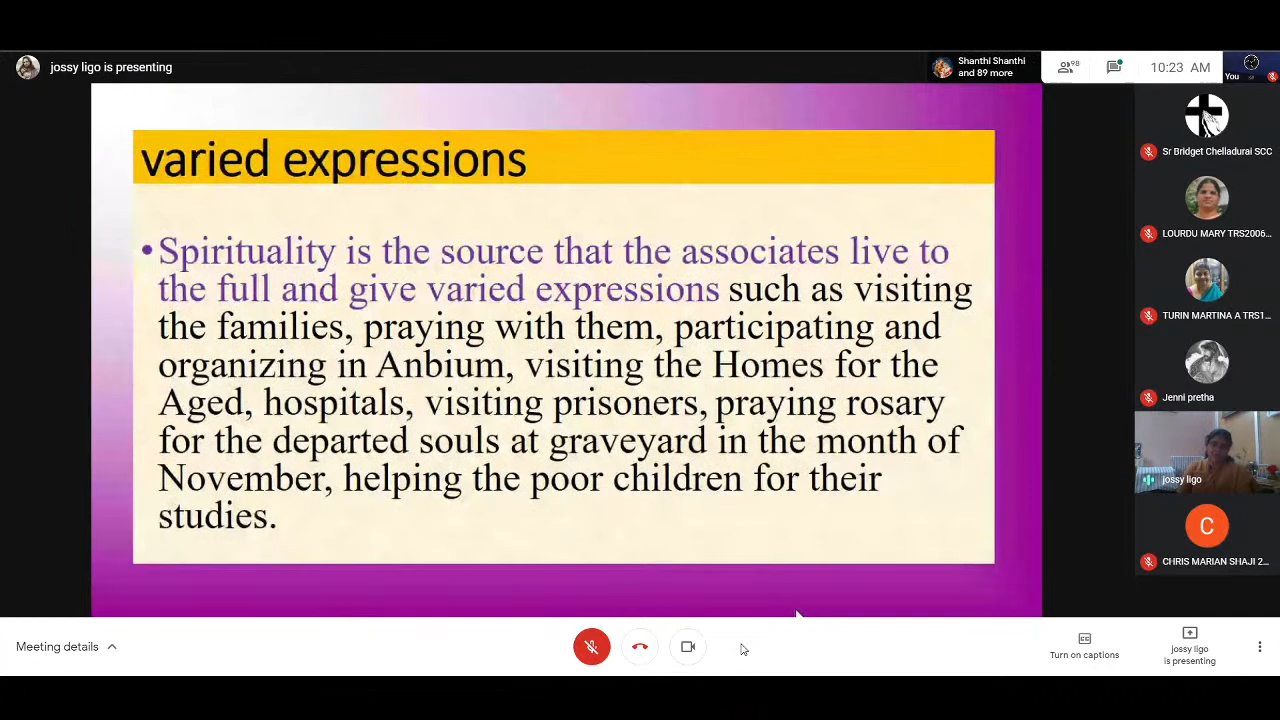 jossy ligo is presenting
Shanthi Shanthi
and 89 more
98
10:23 AM
You
varied expressions
•Spirituality is the source that the associates live to
the full and give varied expressions such as visiting
the families, praying with them, participating and
organizing in Anbium, visiting the Homes for the
Aged, hospitals, visiting prisoners, praying rosary
for the departed souls at graveyard in the month of
November, helping the poor children for their
studies.
Sr Bridget Chelladurai SCC
LOURDU MARY TRS2006...
TURIN MARTINA A TRS1...
Jenni pretha
jossy ligo
C
CHRIS MARIAN SHAJI 2...
Meeting details
Turn on captions
jossy ligo
is presenting